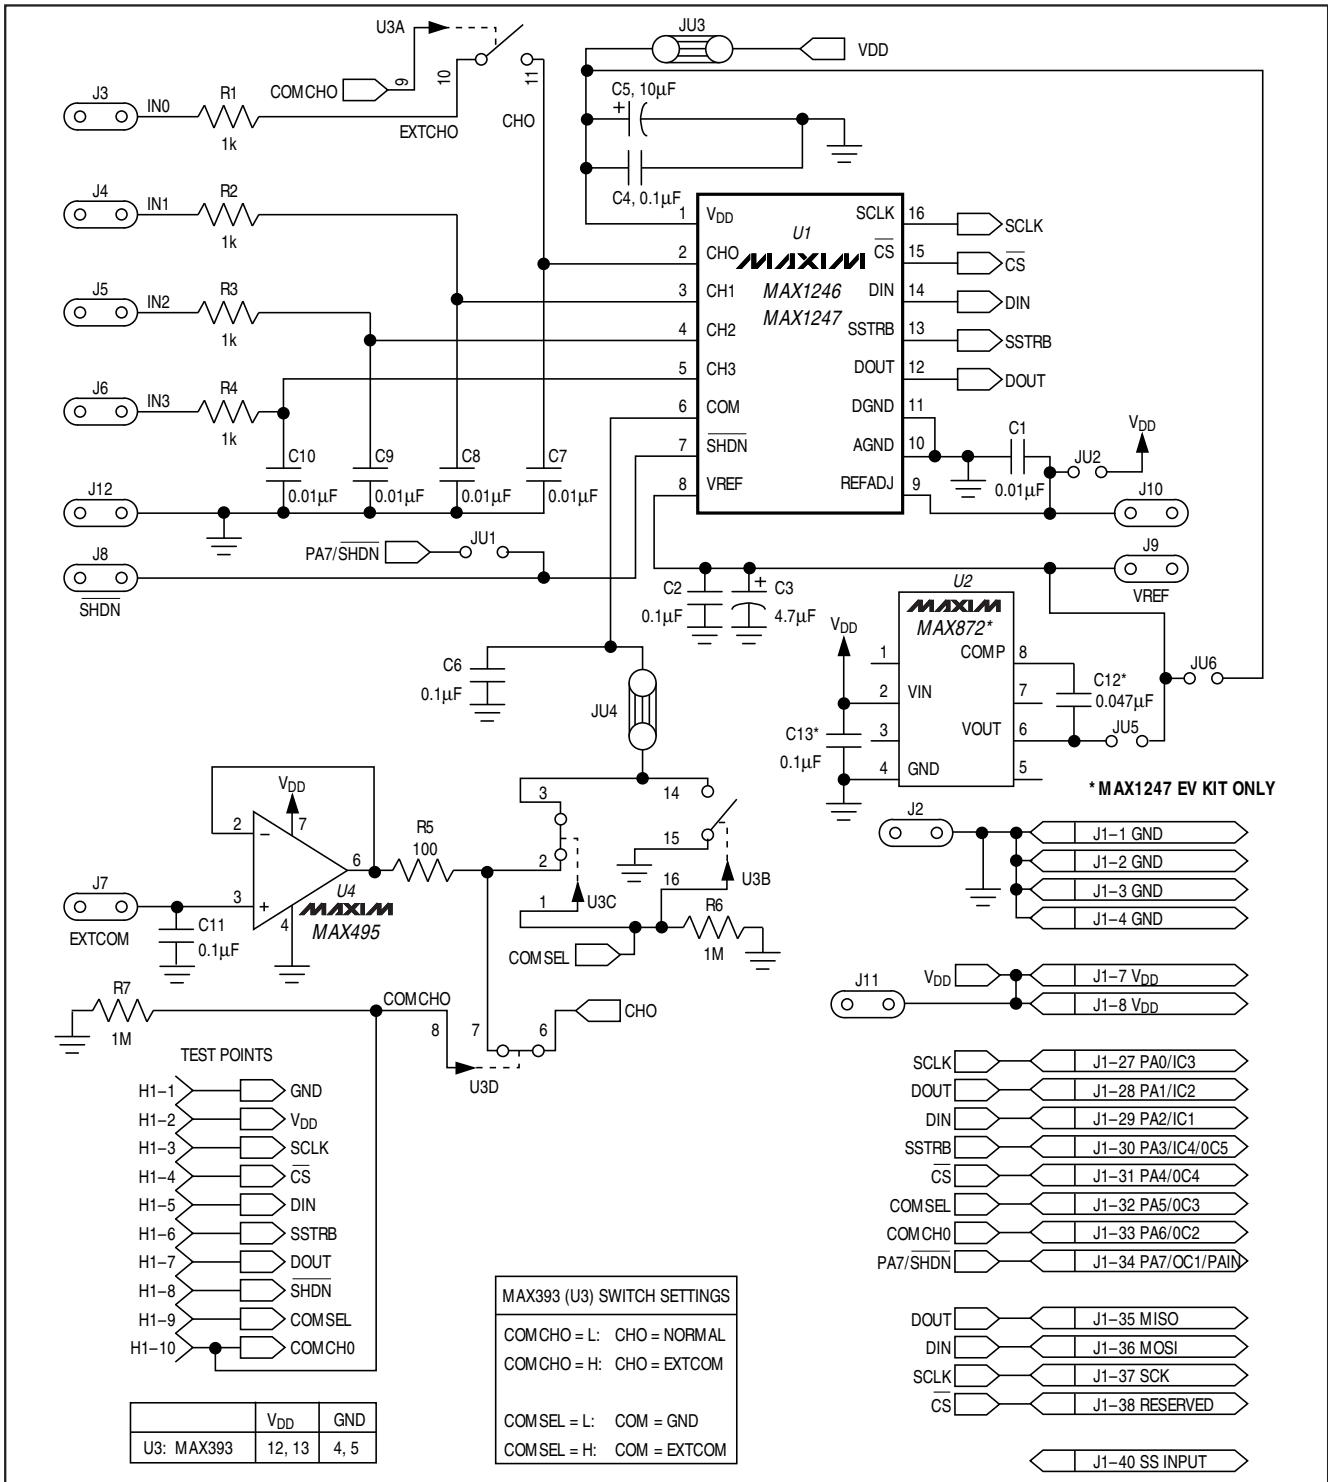 U3A
JU3
VDD
COMCHO
9
10
11
C5, 10µF
+
J3
IN0
R1
1k
EXTCHO
CHO
C4, 0.1µF
J4
IN1
R2
1k
J5
IN2
R3
1k
J6
IN3
R4
1k
1
VDD
2
CHO
3
CH1
4
CH2
5
CH3
6
COM
7
SHDN
8
VREF
U1
MAXIM
MAX1246
MAX1247
SCLK
16
SCLK
CS
15
CS
DIN
14
DIN
SSTRB
13
SSTRB
DOUT
12
DOUT
DGND
11
AGND
10
REFADJ
9
C1
0.01µF
JU2
VDD
J10
C10
0.01µF
C9
0.01µF
C8
0.01µF
C7
0.01µF
J12
J8
SHDN
PA7/SHDN
JU1
J9
VREF
C2
0.1µF
+
C3
4.7µF
U2
MAXIM
MAX872*
VDD
1
2
VIN
3
4
GND
COMP
8
7
VOUT
6
5
C12*
0.047µF
JU6
JU5
C13*
0.1µF
* MAX1247 EV KIT ONLY
C6
0.1µF
JU4
VDD
2
−
7
3
+
4
6
U4
MAXIM
MAX495
R5
100
J7
EXTCOM
C11
0.1µF
3
2
1
U3C
14
15
16
U3B
R6
1M
COMSEL
R7
1M
COMCHO
8
7
6
CHO
U3D
J2
J1–1 GND
J1–2 GND
J1–3 GND
J1–4 GND
J11
VDD
J1–7 VDD
J1–8 VDD
TEST POINTS
H1–1 GND
H1–2 VDD
H1–3 SCLK
H1–4 CS
H1–5 DIN
H1–6 SSTRB
H1–7 DOUT
H1–8 SHDN
H1–9 COMSEL
H1–10 COMCH0
SCLK J1–27 PA0/IC3
DOUT J1–28 PA1/IC2
DIN J1–29 PA2/IC1
SSTRB J1–30 PA3/IC4/0C5
CS J1–31 PA4/0C4
COMSEL J1–32 PA5/0C3
COMCH0 J1–33 PA6/0C2
PA7/SHDN J1–34 PA7/OC1/PAIN
DOUT J1–35 MISO
DIN J1–36 MOSI
SCLK J1–37 SCK
CS J1–38 RESERVED
J1–40 SS INPUT
MAX393 (U3) SWITCH SETTINGS
COMCHO = L: CHO = NORMAL
COMCHO = H: CHO = EXTCOM
COMSEL = L: COM = GND
COMSEL = H: COM = EXTCOM
VDD GND
U3: MAX393 12, 13 4, 5